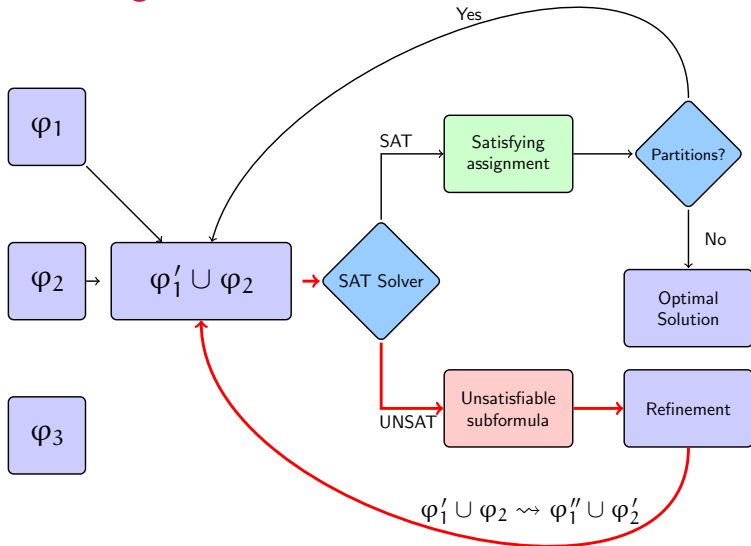 Yes
φ₁
SAT
Satisfying
assignment
Partitions?
φ₂
φ₁′ ∪ φ₂
SAT Solver
No
Optimal
Solution
φ₃
UNSAT
Unsatisfiable
subformula
Refinement
φ₁′ ∪ φ₂ ⇝ φ₁″ ∪ φ₂′